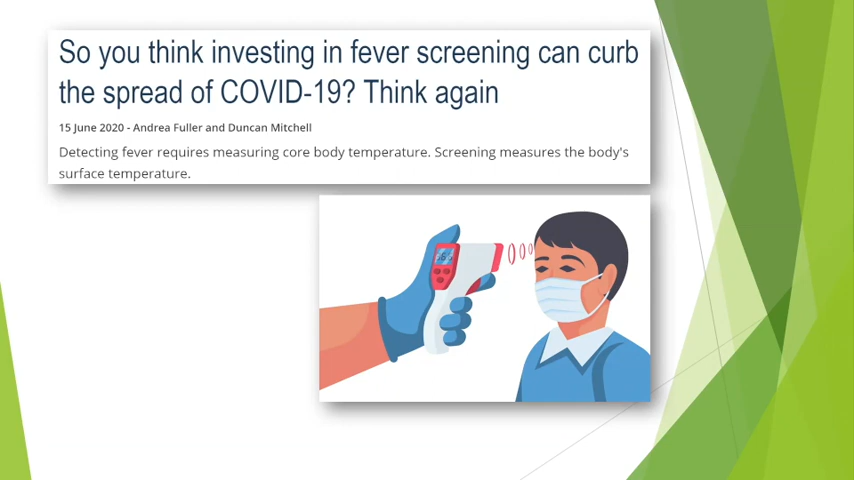 So you think investing in fever screening can curb
the spread of COVID-19? Think again
15 June 2020 - Andrea Fuller and Duncan Mitchell
Detecting fever requires measuring core body temperature. Screening measures the body's
surface temperature.